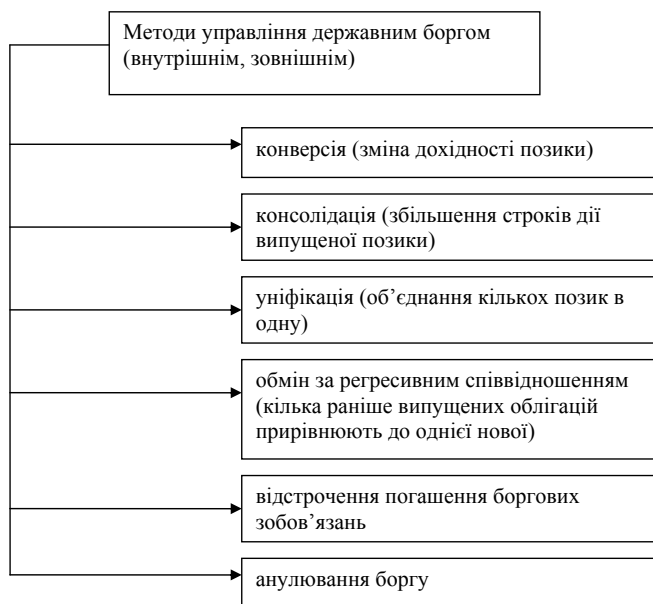 Методи управління державним боргом
(внутрішнім, зовнішнім)
конверсія (зміна дохідності позики)
консолідація (збільшення строків дії
випущеної позики)
уніфікація (об’єднання кількох позик в
одну)
обмін за регресивним співвідношенням
(кілька раніше випущених облігацій
прирівнюють до однієї нової)
відстрочення погашення боргових
зобов’язань
анулювання боргу